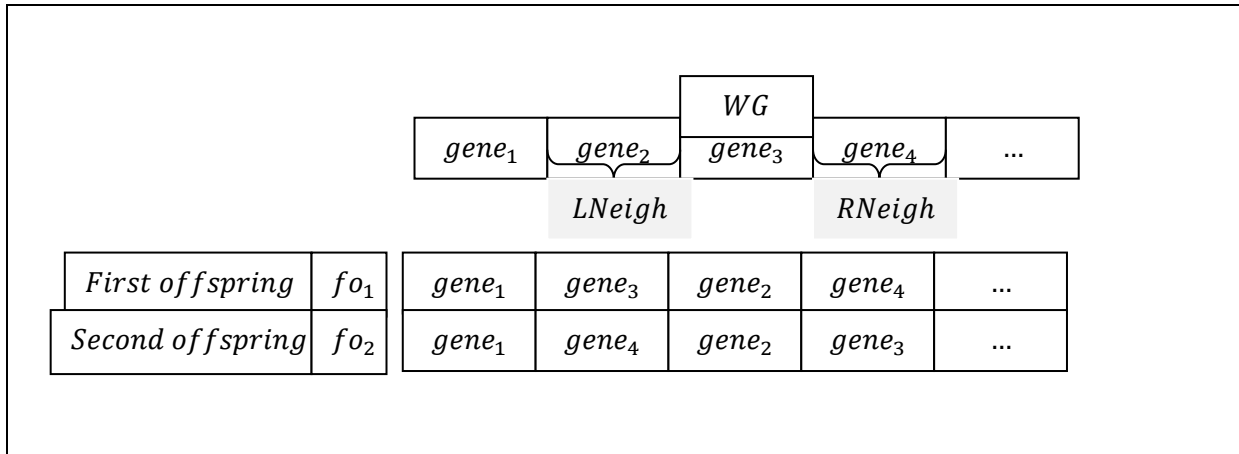 WG
gene₁ gene₂ gene₃ gene₄ ...
LNeigh RNeigh
First offspring fo₁ gene₁ gene₃ gene₂ gene₄ ...
Second offspring fo₂ gene₁ gene₄ gene₂ gene₃ ...